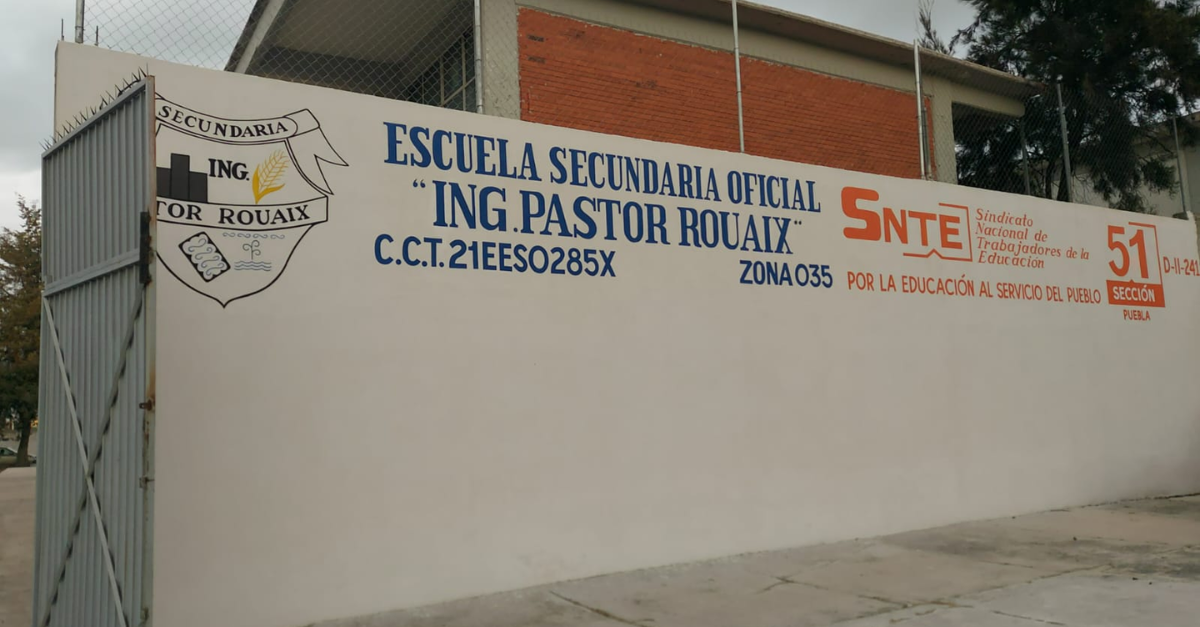 SECUNDARIA
ING.
TOR ROUAIX
ESCUELA SECUNDARIA OFICIAL
"ING. PASTOR ROUAIX"
C.C.T. 21EESO285X
ZONA 035
SNTE
Sindicato
Nacional de
Trabajadores de la
Educación
POR LA EDUCACIÓN AL SERVICIO DEL PUEBLO
51
SECCIÓN
PUEBLA
D-II-241